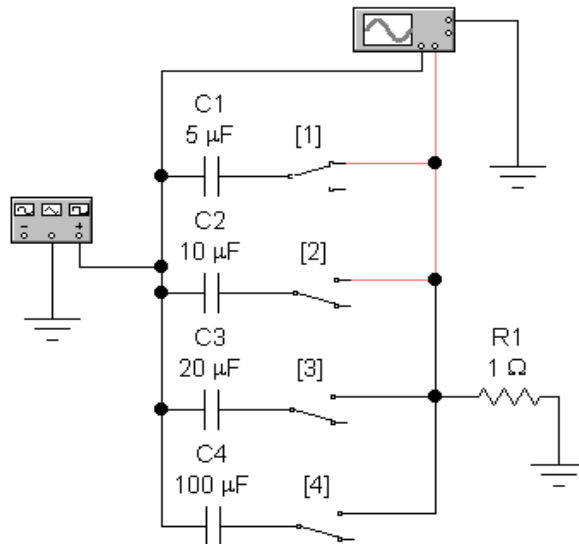 C1
5 µF
[1]
C2
10 µF
[2]
C3
20 µF
[3]
R1
1 Ω
C4
100 µF
[4]